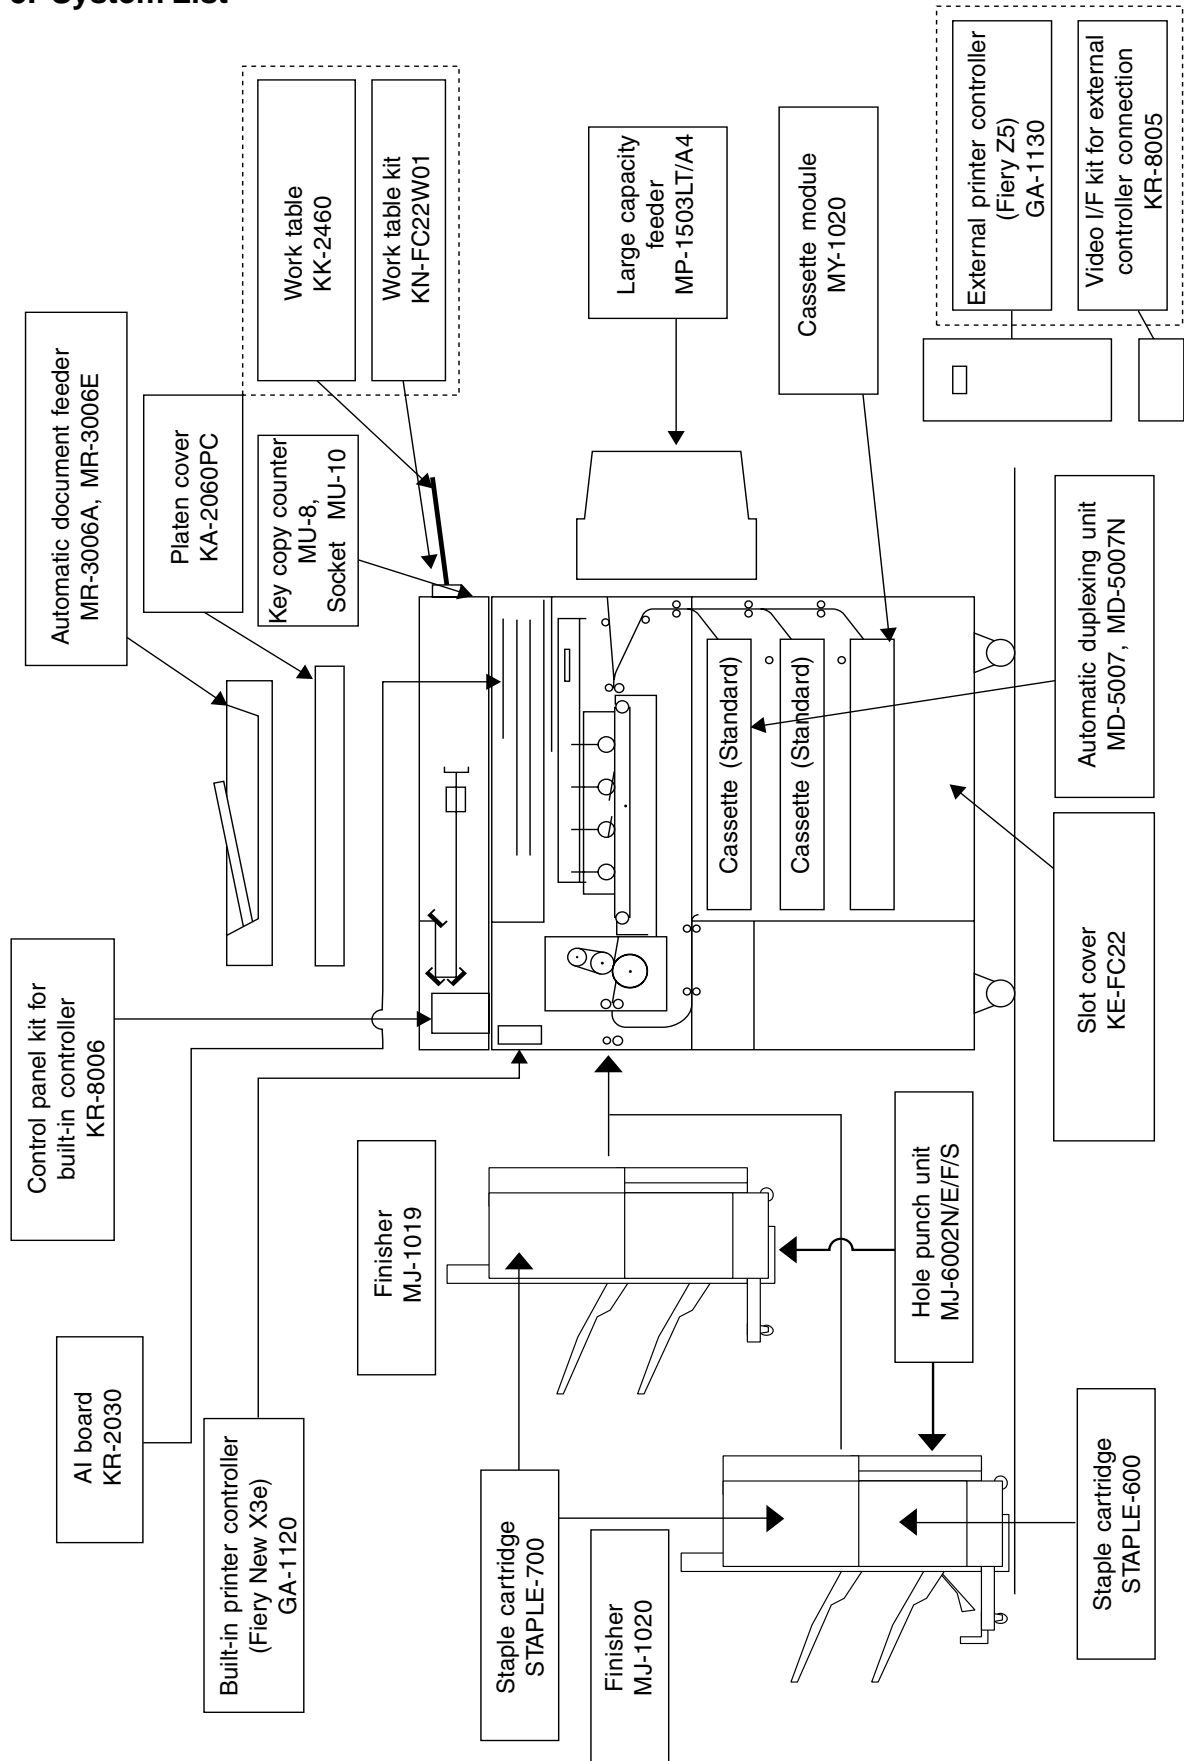 System List
AI board
KR-2030
Control panel kit for
built-in controller
KR-8006
Automatic document feeder
MR-3006A, MR-3006E
Platen cover
KA-2060PC
Built-in printer controller
(Fiery New X3e)
GA-1120
Key copy counter
MU-8,
Socket MU-10
Work table
KK-2460
Work table kit
KN-FC22W01
Finisher
MJ-1019
Staple cartridge
STAPLE-700
Finisher
MJ-1020
Large capacity
feeder
MP-1503LT/A4
Cassette (Standard)
Cassette (Standard)
Cassette module
MY-1020
Hole punch unit
MJ-6002N/E/F/S
External printer controller
(Fiery Z5)
GA-1130
Video I/F kit for external
controller connection
KR-8005
Staple cartridge
STAPLE-600
Slot cover
KE-FC22
Automatic duplexing unit
MD-5007, MD-5007N